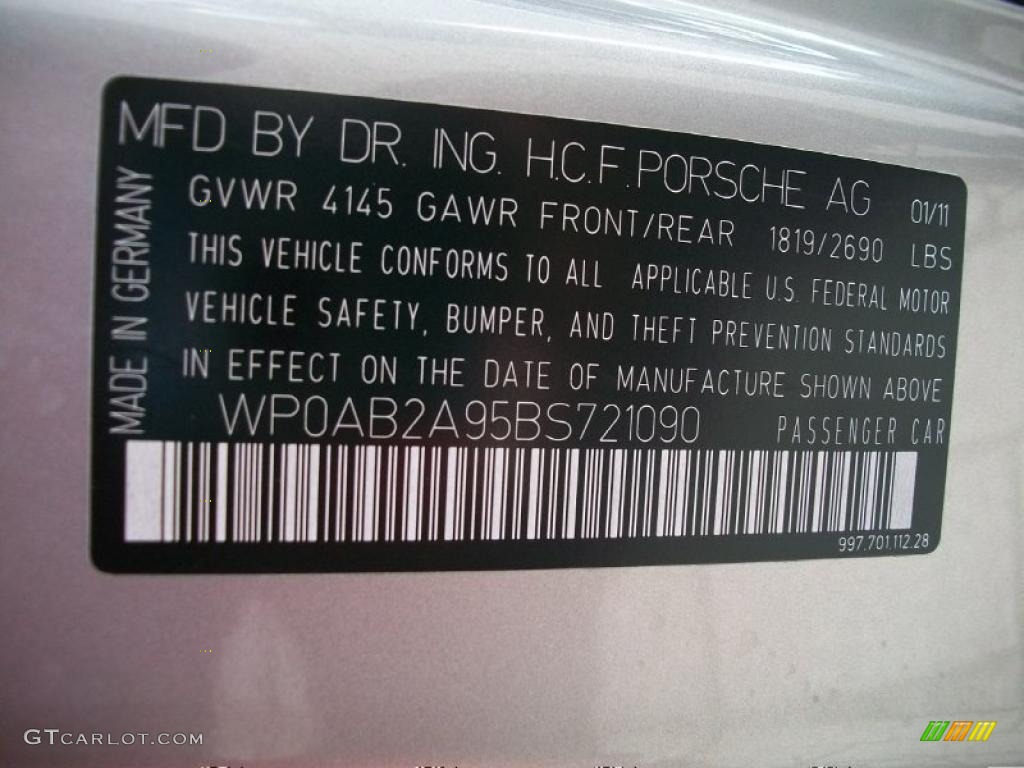 MFD BY DR. ING. H.C.F. PORSCHE AG 01/11
GVWR 4145 GAWR FRONT/REAR 1819/2690 LBS
THIS VEHICLE CONFORMS TO ALL APPLICABLE U.S. FEDERAL MOTOR
VEHICLE SAFETY, BUMPER, AND THEFT PREVENTION STANDARDS
IN EFFECT ON THE DATE OF MANUFACTURE SHOWN ABOVE
WP0AB2A95BS721090 PASSENGER CAR
MADE IN GERMANY
997.701.112.28
GTCARLOT.COM